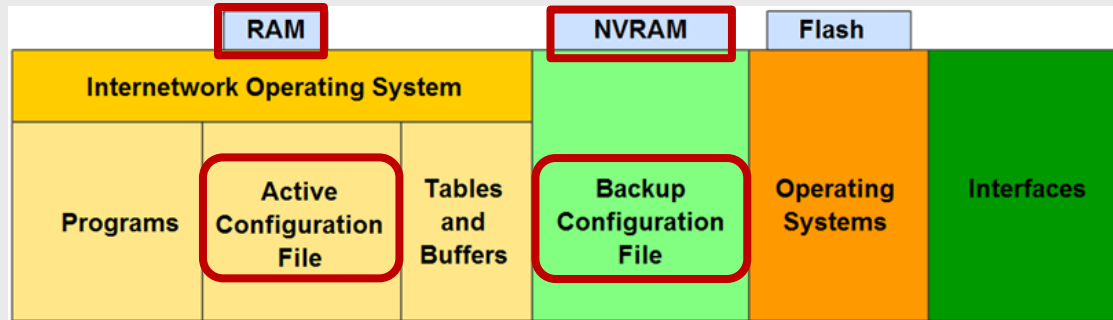 RAM
NVRAM
Flash
Internetwork Operating System
Programs
Active
Configuration
File
Tables
and
Buffers
Backup
Configuration
File
Operating
Systems
Interfaces